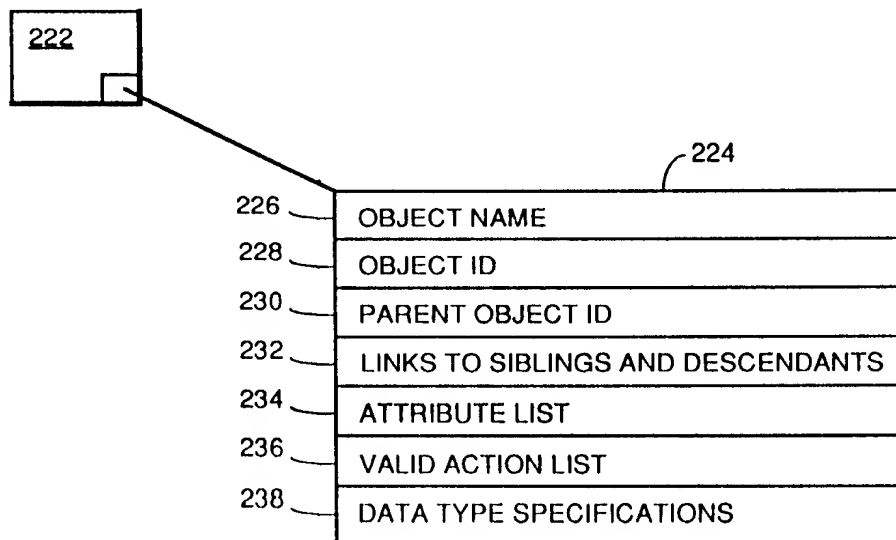 222
224
226 OBJECT NAME
228 OBJECT ID
230 PARENT OBJECT ID
232 LINKS TO SIBLINGS AND DESCENDANTS
234 ATTRIBUTE LIST
236 VALID ACTION LIST
238 DATA TYPE SPECIFICATIONS